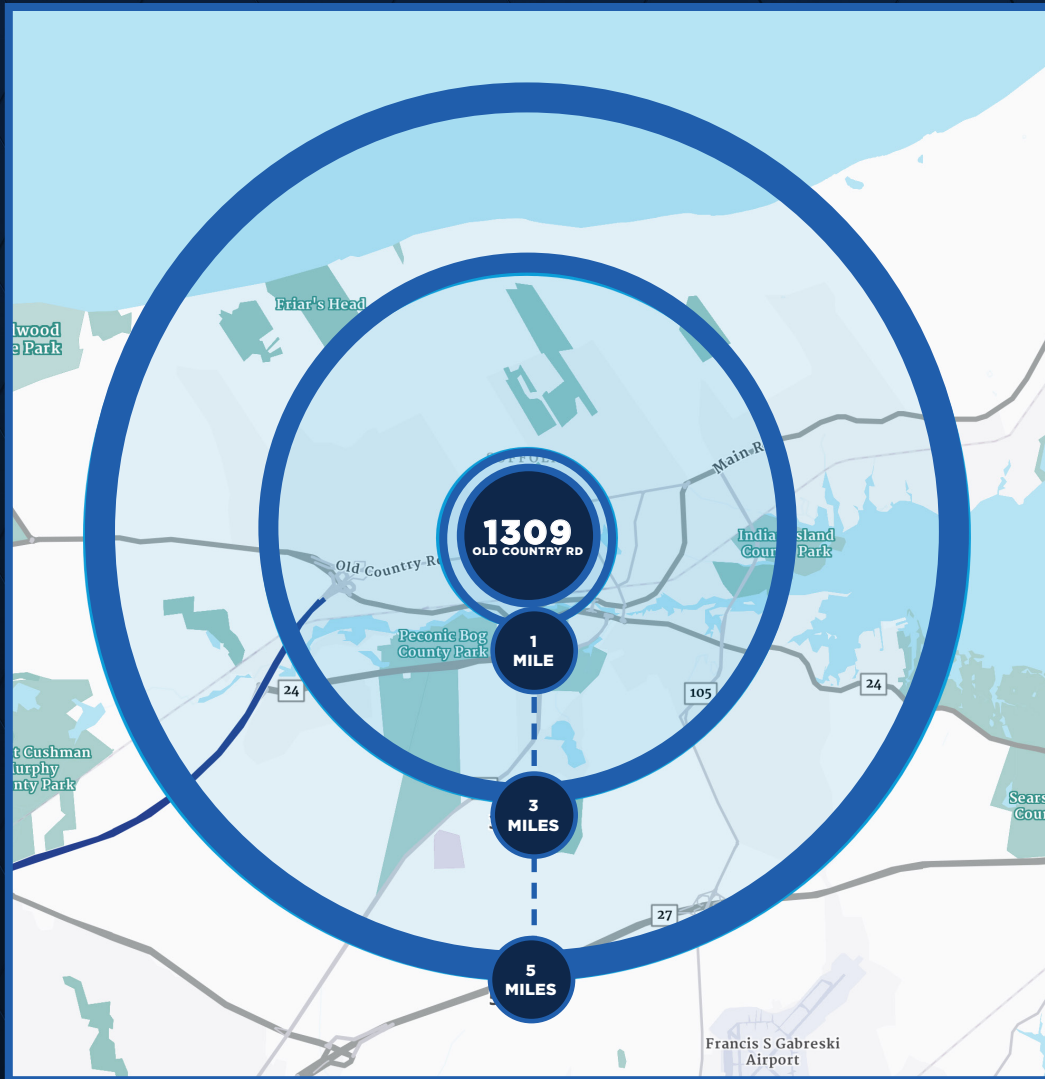 Friar's Head
lwood
e Park
Main R
1309
OLD COUNTRY RD
Old Country R
Peconic Bog
County Park
1
MILE
24
105
24
t Cushman
urphy
nty Park
Sears
Cou
3
MILES
27
5
MILES
Francis S Gabreski
Airport